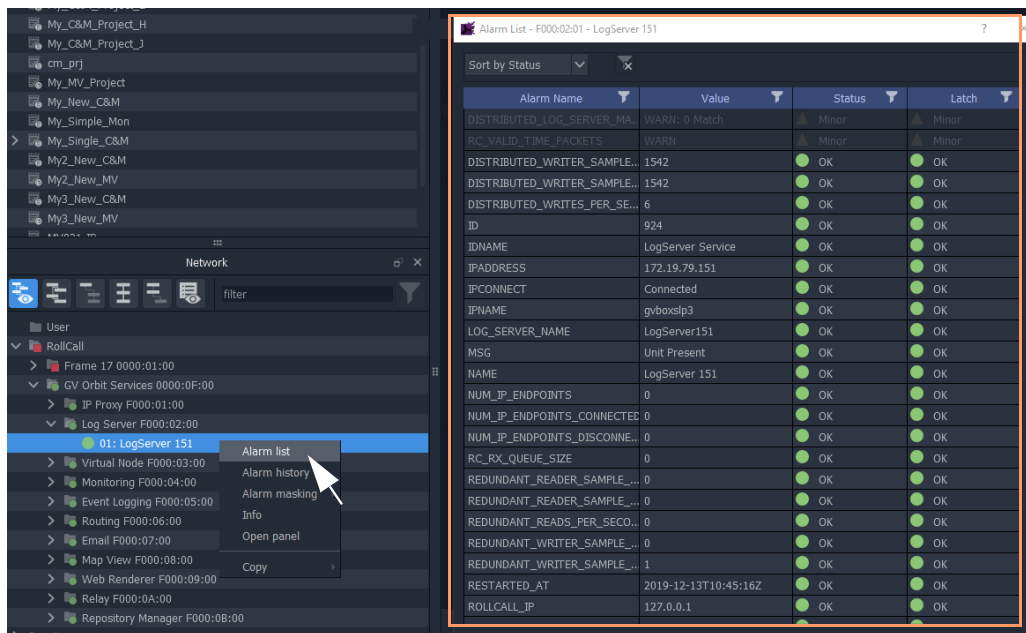 My_C&M_Project_H
My_C&M_Project_J
cm_prj
My_MV_Project
My_New_C&M
My_Simple_Mon
My_Single_C&M
My2_New_C&M
My2_New_MV
My3_New_C&M
My3_New_MV
Network
filter
User
RollCall
Frame 17 0000:01:00
GV Orbit Services 0000:0F:00
IP Proxy F000:01:00
Log Server F000:02:00
01: LogServer 151
Virtual Node F000:03:00
Monitoring F000:04:00
Event Logging F000:05:00
Routing F000:06:00
Email F000:07:00
Map View F000:08:00
Web Renderer F000:09:00
Relay F000:0A:00
Repository Manager F000:0B:00
Alarm list
Alarm history
Alarm masking
Info
Open panel
Copy
Alarm List - F000:02:01 - LogServer 151 ?
Sort by Status
Alarm Name Value Status Latch
DISTRIBUTED_LOG_SERVER_MA... WARN: 0 Match Minor Minor
RC_VALID_TIME_PACKETS WARN Minor Minor
DISTRIBUTED_WRITER_SAMPLE... 1542 OK OK
DISTRIBUTED_WRITER_SAMPLE... 1542 OK OK
DISTRIBUTED_WRITES_PER_SE... 6 OK OK
ID 924 OK OK
IDNAME LogServer Service OK OK
IPADDRESS 172.19.79.151 OK OK
IPCONNECT Connected OK OK
IPNAME gvboxslp3 OK OK
LOG_SERVER_NAME LogServer151 OK OK
MSG Unit Present OK OK
NAME LogServer 151 OK OK
NUM_IP_ENDPOINTS 0 OK OK
NUM_IP_ENDPOINTS_CONNECTED 0 OK OK
NUM_IP_ENDPOINTS_DISCONNE... 0 OK OK
RC_RX_QUEUE_SIZE 0 OK OK
REDUNDANT_READER_SAMPLE_... 0 OK OK
REDUNDANT_READER_SAMPLE_... 0 OK OK
REDUNDANT_READS_PER_SECO... 0 OK OK
REDUNDANT_WRITER_SAMPLE_... 0 OK OK
REDUNDANT_WRITER_SAMPLE_... 1 OK OK
RESTARTED_AT 2019-12-13T10:45:16Z OK OK
ROLLCALL_IP 127.0.0.1 OK OK